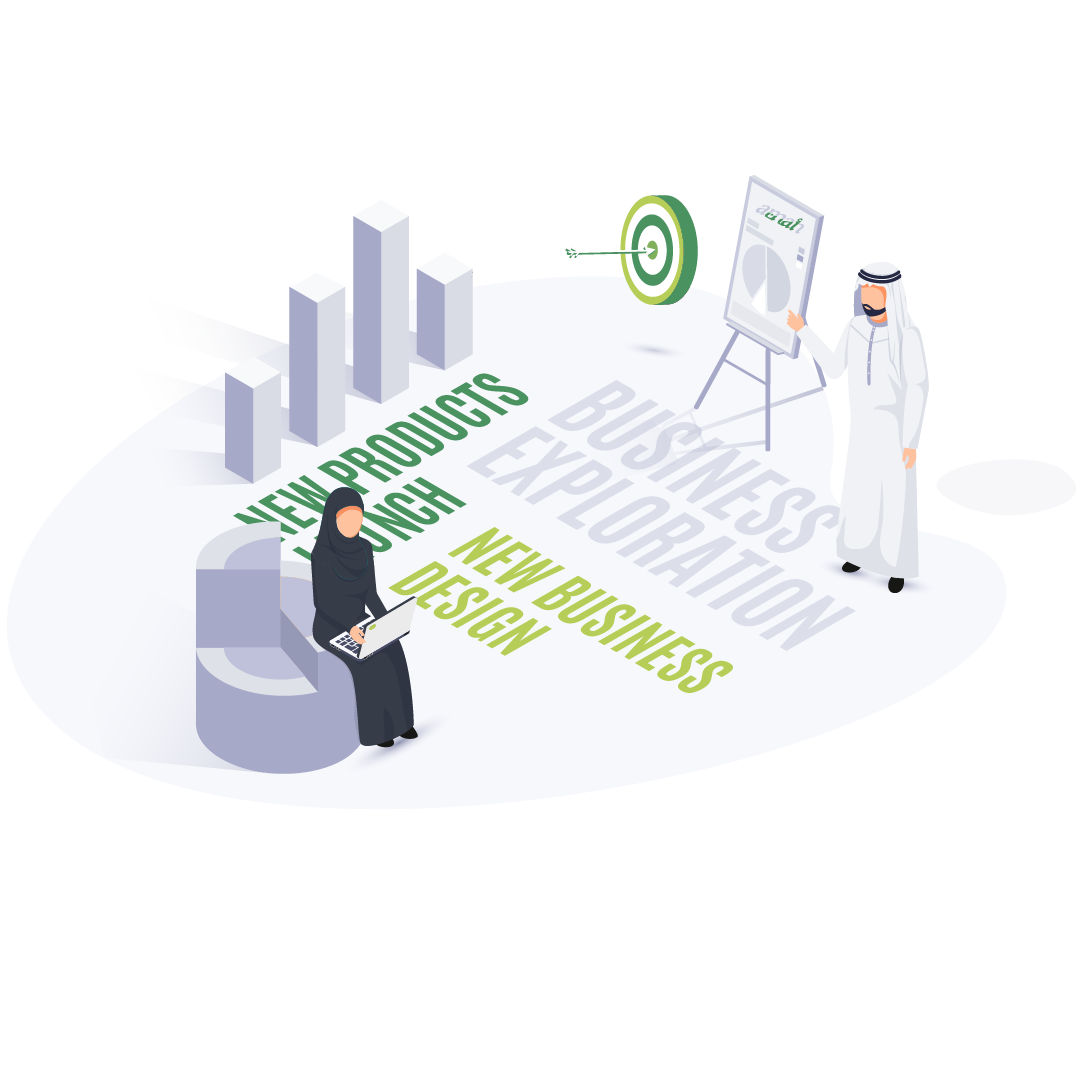 NEW PRODUCTS
LAUNCH
BUSINESS
EXPLORATION
NEW BUSINESS
DESIGN